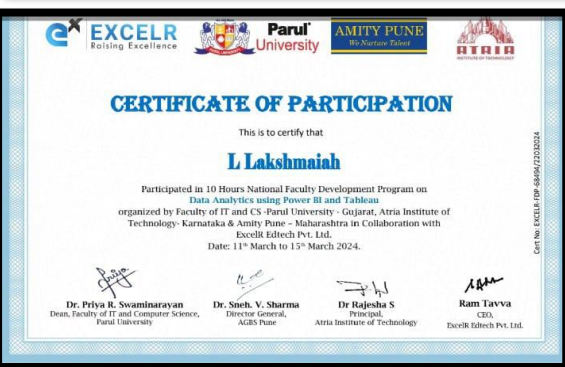 EXCELR
Raising Excellence
Parul®
University
AMITY PUNE
We Nurture Talent
ATRIA
INSTITUTE OF TECHNOLOGY
CERTIFICATE OF PARTICIPATION
This is to certify that
L Lakshmaiah
Participated in 10 Hours National Faculty Development Program on
Data Analytics using Power BI and Tableau
organized by Faculty of IT and CS -Parul University - Gujarat, Atria Institute of
Technology- Karnataka & Amity Pune – Maharashtra in Collaboration with
ExcelR Edtech Pvt. Ltd.
Date: 11th March to 15th March 2024.
Cert No: EXCELR-FDP-68494/22032024
Dr. Priya R. Swaminarayan
Dean, Faculty of IT and Computer Science,
Parul University
Dr. Sneh. V. Sharma
Director General,
AGBS Pune
Dr Rajesha S
Principal,
Atria Institute of Technology
Ram Tavva
CEO,
ExcelR Edtech Pvt. Ltd.